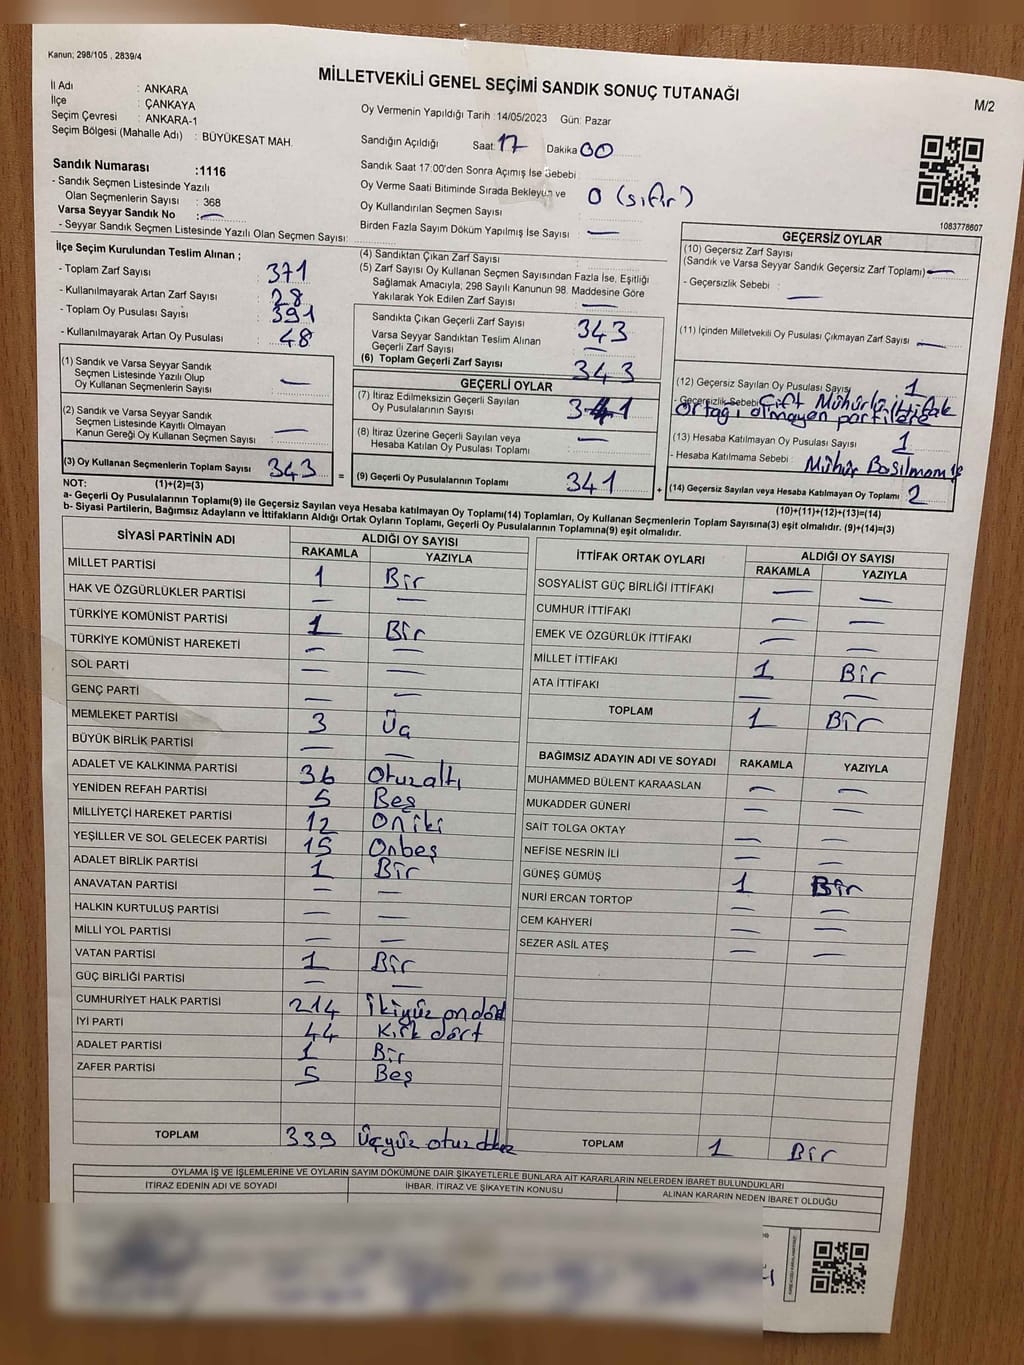 Kanun; 298/105 , 2839/4
MİLLETVEKİLİ GENEL SEÇİMİ SANDIK SONUÇ TUTANAĞI
M/2
İl Adı : ANKARA
İlçe : ÇANKAYA
Seçim Çevresi : ANKARA-1
Seçim Bölgesi (Mahalle Adı) : BÜYÜKESAT MAH.
Oy Vermenin Yapıldığı Tarih :14/05/2023 Gün: Pazar
Sandığın Açıldığı Saat: 17 Dakika 00
Sandık Saat 17:00'den Sonra Açımış İse Sebebi
Oy Verme Saati Bitiminde Sırada Bekleyen ve
Oy Kullandırılan Seçmen Sayısı : 0 (sıfır)
Birden Fazla Sayım Döküm Yapılmış İse Sayısı : —
Sandık Numarası :1116
- Sandık Seçmen Listesinde Yazılı
Olan Seçmenlerin Sayısı : 368
Varsa Seyyar Sandık No : —
- Seyyar Sandık Seçmen Listesinde Yazılı Olan Seçmen Sayısı:
1083778607
İlçe Seçim Kurulundan Teslim Alınan ;
- Toplam Zarf Sayısı : 371
- Kullanılmayarak Artan Zarf Sayısı : 28
- Toplam Oy Pusulası Sayısı : 391
- Kullanılmayarak Artan Oy Pusulası : 48
(1) Sandık ve Varsa Seyyar Sandık
Seçmen Listesinde Yazılı Olup
Oy Kullanan Seçmenlerin Sayısı : —
(2) Sandık ve Varsa Seyyar Sandık
Seçmen Listesinde Kayıtlı Olmayan
Kanun Gereği Oy Kullanan Seçmen Sayısı : —
(3) Oy Kullanan Seçmenlerin Toplam Sayısı : 343 =
(1)+(2)=(3)
(4) Sandıktan Çıkan Zarf Sayısı :
(5) Zarf Sayısı Oy Kullanan Seçmen Sayısından Fazla İse, Eşitliği
Sağlamak Amacıyla, 298 Sayılı Kanunun 98. Maddesine Göre
Yakılarak Yok Edilen Zarf Sayısı : —
Sandıkta Çıkan Geçerli Zarf Sayısı : 343
Varsa Seyyar Sandıktan Teslim Alınan
Geçerli Zarf Sayısı : —
(6) Toplam Geçerli Zarf Sayısı : 343
GEÇERLİ OYLAR
(7) İtiraz Edilmeksizin Geçerli Sayılan
Oy Pusulalarının Sayısı : 341
(8) İtiraz Üzerine Geçerli Sayılan veya
Hesaba Katılan Oy Pusulaları Toplamı : —
(9) Geçerli Oy Pusulalarının Toplamı : 341 +
GEÇERSİZ OYLAR
(10) Geçersiz Zarf Sayısı
(Sandık ve Varsa Seyyar Sandık Geçersiz Zarf Toplamı) —
- Geçersizlik Sebebi : —
(11) İçinden Milletvekili Oy Pusulası Çıkmayan Zarf Sayısı : —
(12) Geçersiz Sayılan Oy Pusulası Sayısı : 1
- Geçersizlik Sebebi Çift Mühürlü İttifak
Ortağı olmayan partilere
(13) Hesaba Katılmayan Oy Pusulası Sayısı : 1
- Hesaba Katılmama Sebebi : Mühür Basılmamış
(14) Geçersiz Sayılan veya Hesaba Katılmayan Oy Toplamı : 2
(10)+(11)+(12)+(13)=(14)
NOT:
a- Geçerli Oy Pusulalarının Toplamı(9) ile Geçersiz Sayılan veya Hesaba Katılmayan Oy Toplamı(14) Toplamları, Oy Kullanan Seçmenlerin Toplam Sayısına(3) eşit olmalıdır. (9)+(14)=(3)
b- Siyasi Partilerin, Bağımsız Adayların ve İttifakların Aldığı Ortak Oyların Toplamı, Geçerli Oy Pusulalarının Toplamına(9) eşit olmalıdır.
SİYASİ PARTİNİN ADI ALDIĞI OY SAYISI
RAKAMLA YAZIYLA
MİLLET PARTİSİ 1 Bir
HAK VE ÖZGÜRLÜKLER PARTİSİ — —
TÜRKİYE KOMÜNİST PARTİSİ 1 Bir
TÜRKİYE KOMÜNİST HAREKETİ — —
SOL PARTİ — —
GENÇ PARTİ — —
MEMLEKET PARTİSİ 3 Üç
BÜYÜK BİRLİK PARTİSİ — —
ADALET VE KALKINMA PARTİSİ 36 Otuzaltı
YENİDEN REFAH PARTİSİ 5 Beş
MİLLİYETÇİ HAREKET PARTİSİ 12 Oniki
YEŞİLLER VE SOL GELECEK PARTİSİ 15 Onbeş
ADALET BİRLİK PARTİSİ 1 Bir
ANAVATAN PARTİSİ — —
HALKIN KURTULUŞ PARTİSİ — —
MİLLİ YOL PARTİSİ — —
VATAN PARTİSİ 1 Bir
GÜÇ BİRLİĞİ PARTİSİ — —
CUMHURİYET HALK PARTİSİ 214 İkiyüz ondört
İYİ PARTİ 44 Kırk dört
ADALET PARTİSİ 1 Bir
ZAFER PARTİSİ 5 Beş
TOPLAM 339 Üçyüz otuzdokuz
İTTİFAK ORTAK OYLARI ALDIĞI OY SAYISI
RAKAMLA YAZIYLA
SOSYALİST GÜÇ BİRLİĞİ İTTİFAKI — —
CUMHUR İTTİFAKI — —
EMEK VE ÖZGÜRLÜK İTTİFAKI — —
MİLLET İTTİFAKI 1 Bir
ATA İTTİFAKI — —
TOPLAM 1 Bir
BAĞIMSIZ ADAYIN ADI VE SOYADI RAKAMLA YAZIYLA
MUHAMMED BÜLENT KARAASLAN — —
MUKADDER GÜNERİ — —
SAİT TOLGA OKTAY — —
NEFİSE NESRİN İLİ — —
GÜNEŞ GÜMÜŞ 1 Bir
NURİ ERCAN TORTOP — —
CEM KAHYERİ — —
SEZER ASİL ATEŞ — —
TOPLAM 1 Bir
OYLAMA İŞ VE İŞLEMLERİNE VE OYLARIN SAYIM DÖKÜMÜNE DAİR ŞİKAYETLERLE BUNLARA AİT KARARLARIN NELERDEN İBARET BULUNDUKLARI
İTİRAZ EDENİN ADI VE SOYADI İHBAR, İTİRAZ VE ŞİKAYETİN KONUSU ALINAN KARARIN NEDEN İBARET OLDUĞU